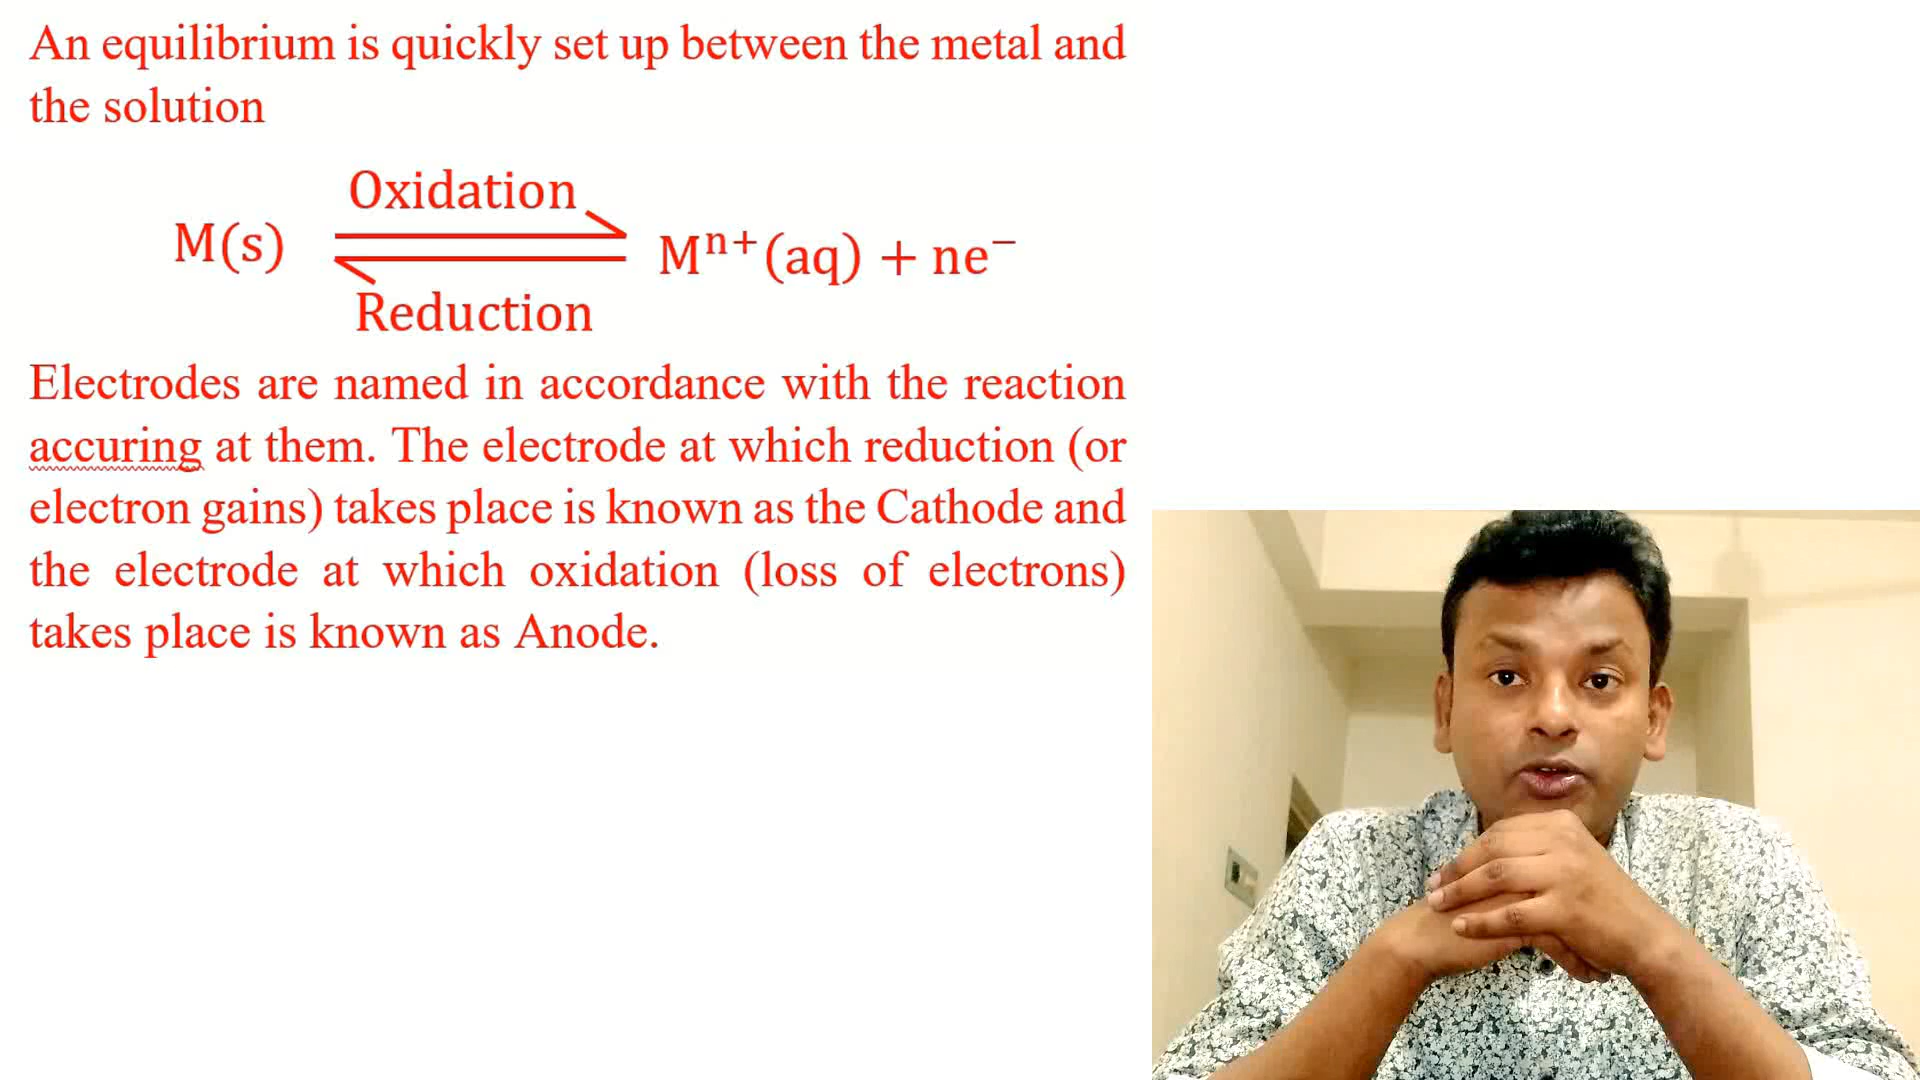 An equilibrium is quickly set up between the metal and
the solution
Oxidation
M(s) ⇌ Mⁿ⁺(aq) + ne⁻
Reduction
Electrodes are named in accordance with the reaction
accuring at them. The electrode at which reduction (or
electron gains) takes place is known as the Cathode and
the electrode at which oxidation (loss of electrons)
takes place is known as Anode.